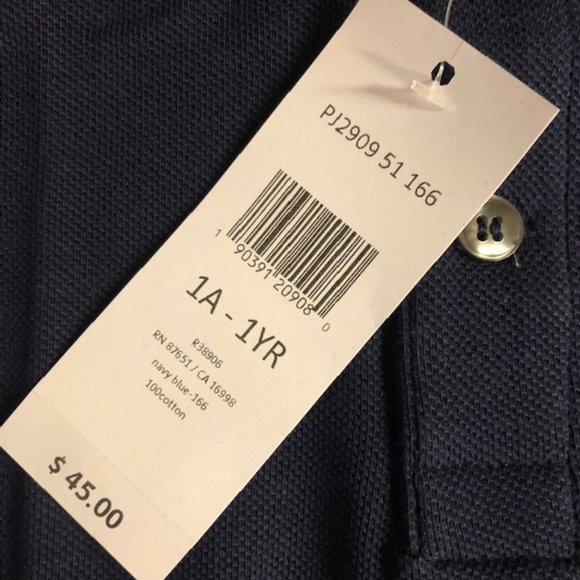 PJ2909 51 166
1 90391 20908 0
1A - 1YR
R38906
RN 87651 / CA 16998
navy blue-166
100cotton
$ 45.00